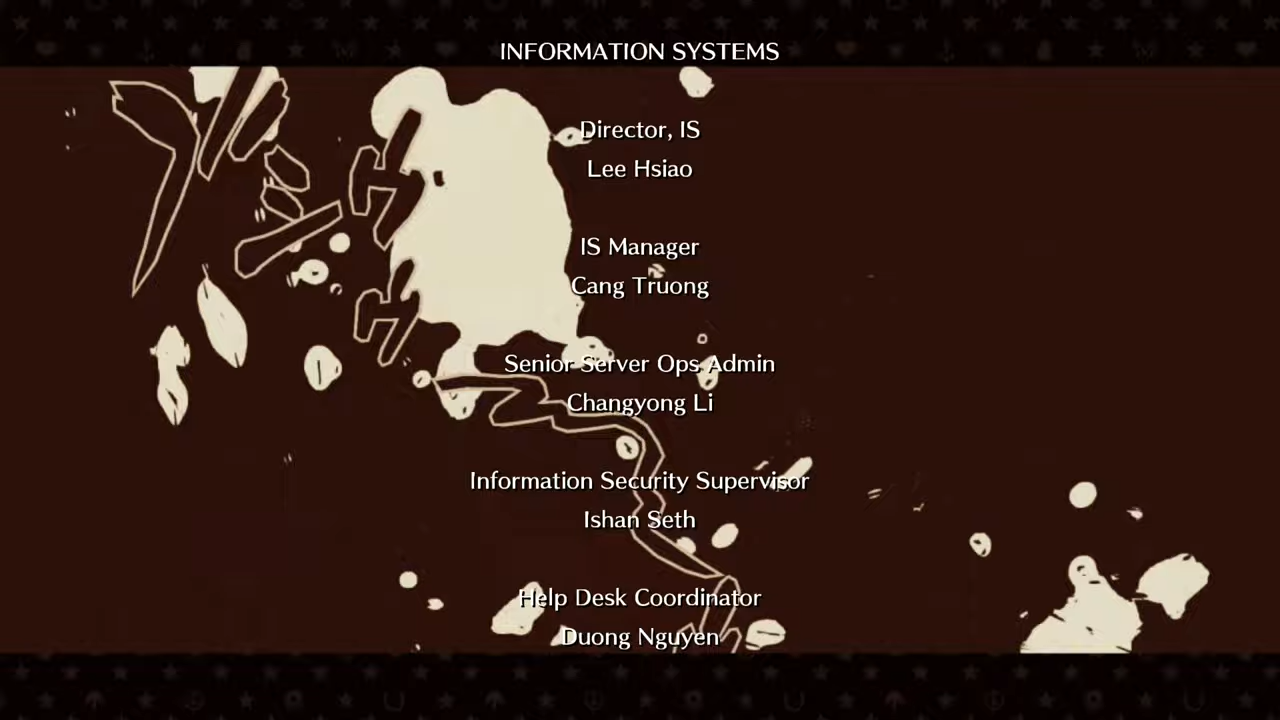 INFORMATION SYSTEMS
Director, IS
Lee Hsiao
IS Manager
Cang Truong
Senior Server Ops Admin
Changyong Li
Information Security Supervisor
Ishan Seth
Help Desk Coordinator
Duong Nguyen